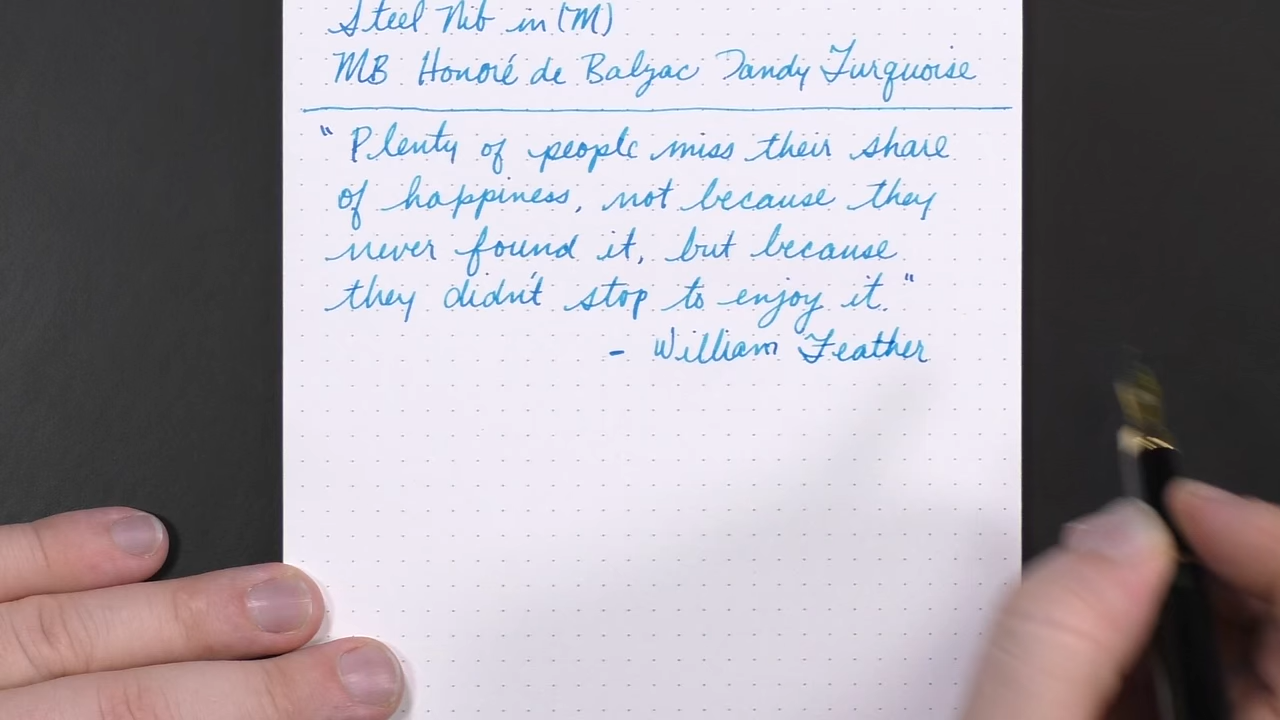 Steel Nib in (M)
MB Honoré de Balzac Dandy Turquoise
"Plenty of people miss their share
of happiness, not because they
never found it, but because
they didn't stop to enjoy it."
- William Feather